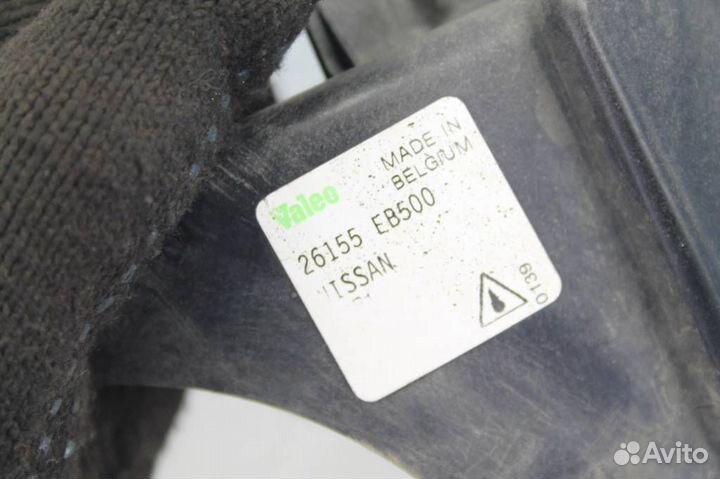 Valeo
MADE IN
BELGIUM
26155 EB500
NISSAN
0139
Avito